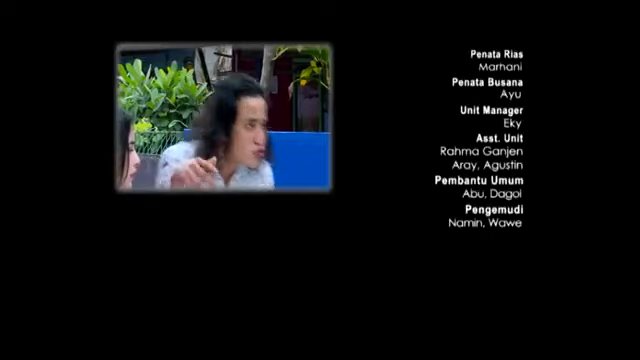 Penata Rias
Marhani
Penata Busana
Ayu
Unit Manager
Eky
Asst. Unit
Rahma Ganjen
Aray, Agustin
Pembantu Umum
Abu, Dagol
Pengemudi
Namin, Wawe